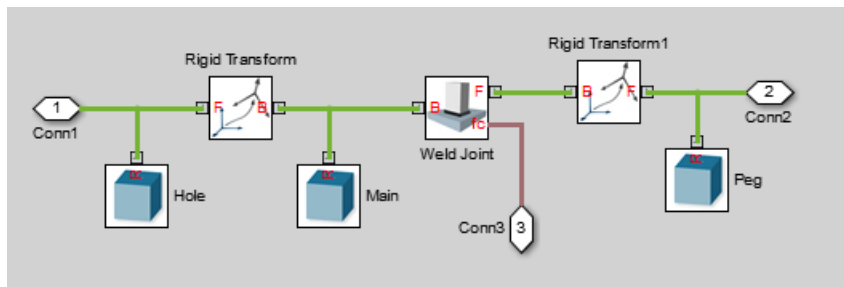 Rigid Transform1
Rigid Transform
1
F
B
B
F
fc
B
F
2
Conn1
Conn2
Weld Joint
R
R
R
Hole
Main
Peg
Conn3
3